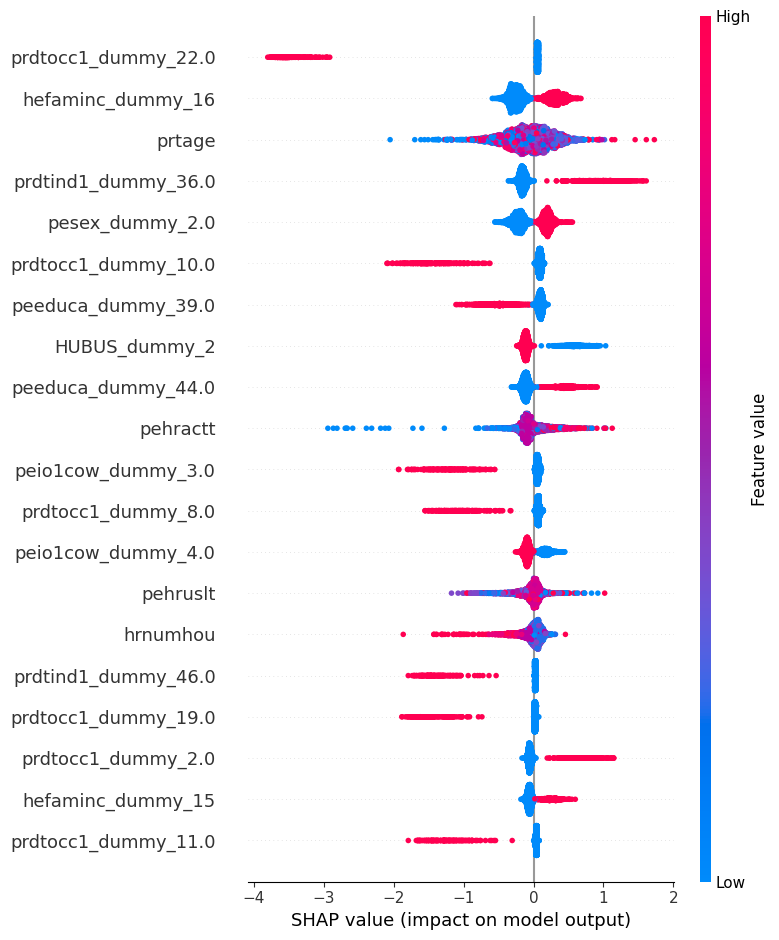 High
prdtocc1_dummy_22.0
hefaminc_dummy_16
prtage
prdtind1_dummy_36.0
pesex_dummy_2.0
prdtocc1_dummy_10.0
peeduca_dummy_39.0
HUBUS_dummy_2
peeduca_dummy_44.0
pehractt
peio1cow_dummy_3.0
prdtocc1_dummy_8.0
peio1cow_dummy_4.0
pehruslt
hrnumhou
prdtind1_dummy_46.0
prdtocc1_dummy_19.0
prdtocc1_dummy_2.0
hefaminc_dummy_15
prdtocc1_dummy_11.0
Feature value
Low
−4 −3 −2 −1 0 1 2
SHAP value (impact on model output)